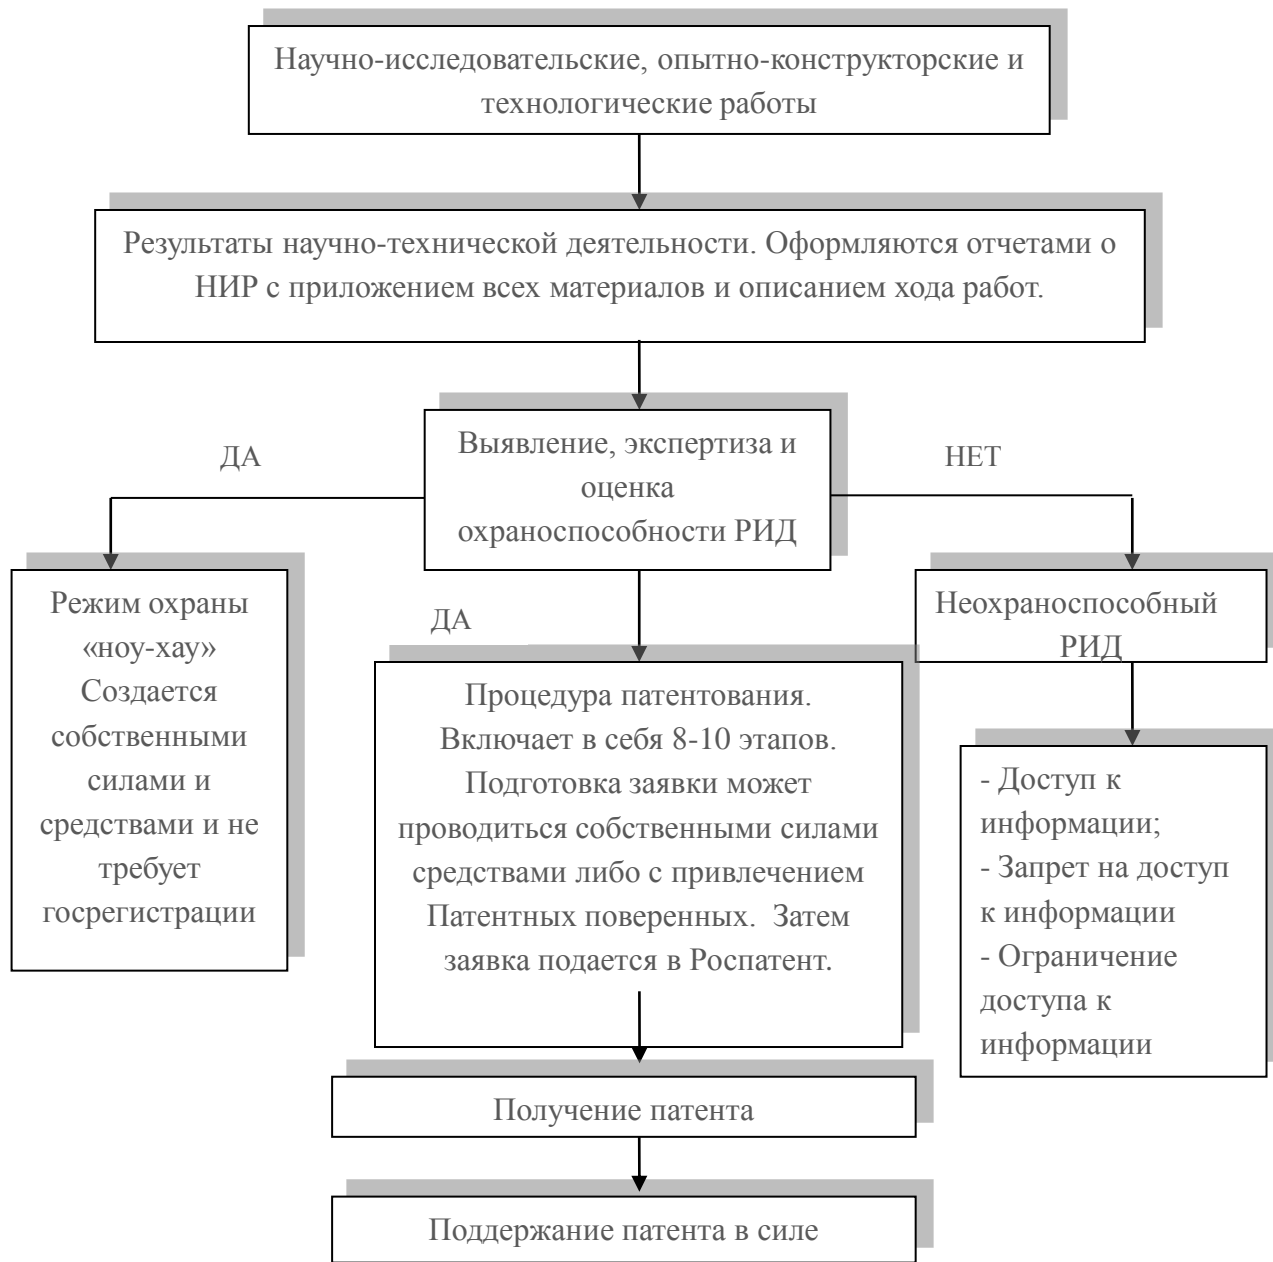 Научно-исследовательские, опытно-конструкторские и
технологические работы
Результаты научно-технической деятельности. Оформляются отчетами о
НИР с приложением всех материалов и описанием хода работ.
Выявление, экспертиза и
оценка
охраноспособности РИД
ДА
НЕТ
Режим охраны
«ноу-хау»
Создается
собственными
силами и
средствами и не
требует
госрегистрации
ДА
Процедура патентования.
Включает в себя 8-10 этапов.
Подготовка заявки может
проводиться собственными силами
средствами либо с привлечением
Патентных поверенных. Затем
заявка подается в Роспатент.
Неохраноспособный
РИД
- Доступ к
информации;
- Запрет на доступ
к информации
- Ограничение
доступа к
информации
Получение патента
Поддержание патента в силе